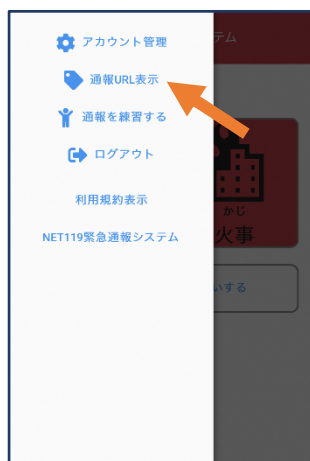 アカウント管理
テム
通報URL表示
通報を練習する
ログアウト
利用規約表示
NET119緊急通報システム
かじ
火事
いする